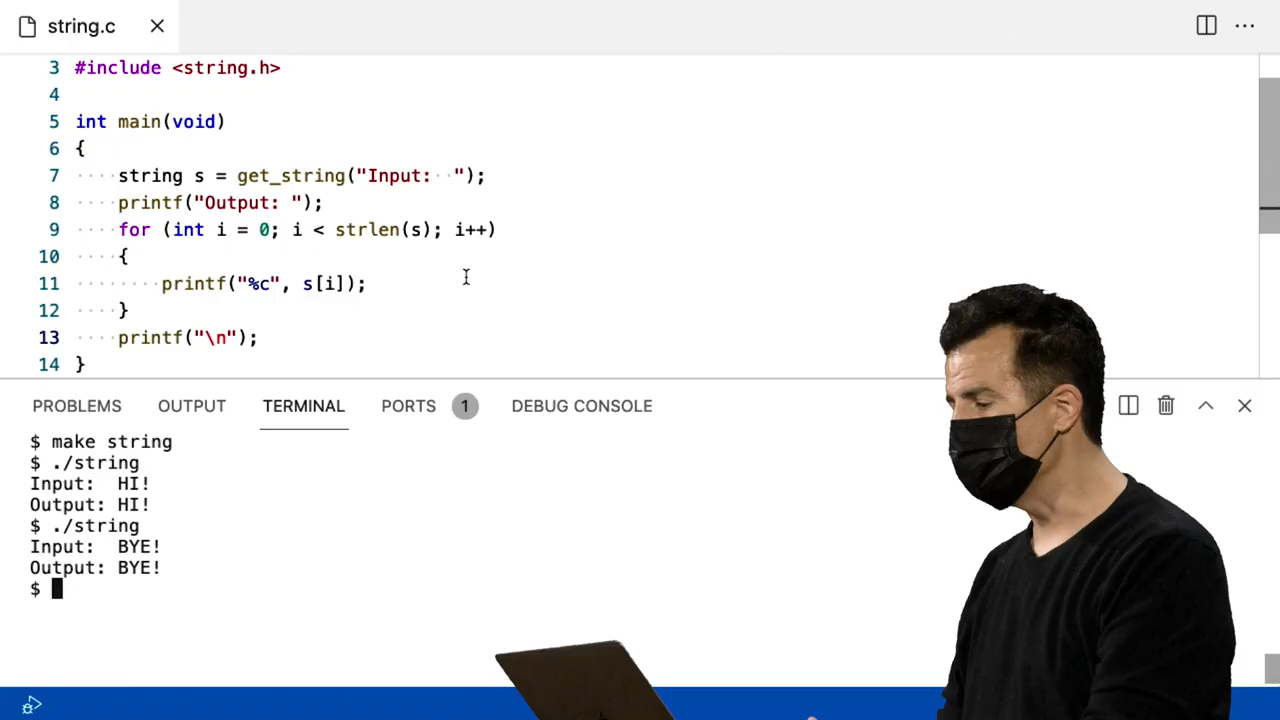 string.c
3 #include <string.h>
4
5 int main(void)
6 {
7 string s = get_string("Input:  ");
8 printf("Output: ");
9 for (int i = 0; i < strlen(s); i++)
10 {
11 printf("%c", s[i]);
12 }
13 printf("\n");
14 }
PROBLEMS OUTPUT TERMINAL PORTS 1 DEBUG CONSOLE
$ make string
$ ./string
Input:  HI!
Output: HI!
$ ./string
Input:  BYE!
Output: BYE!
$